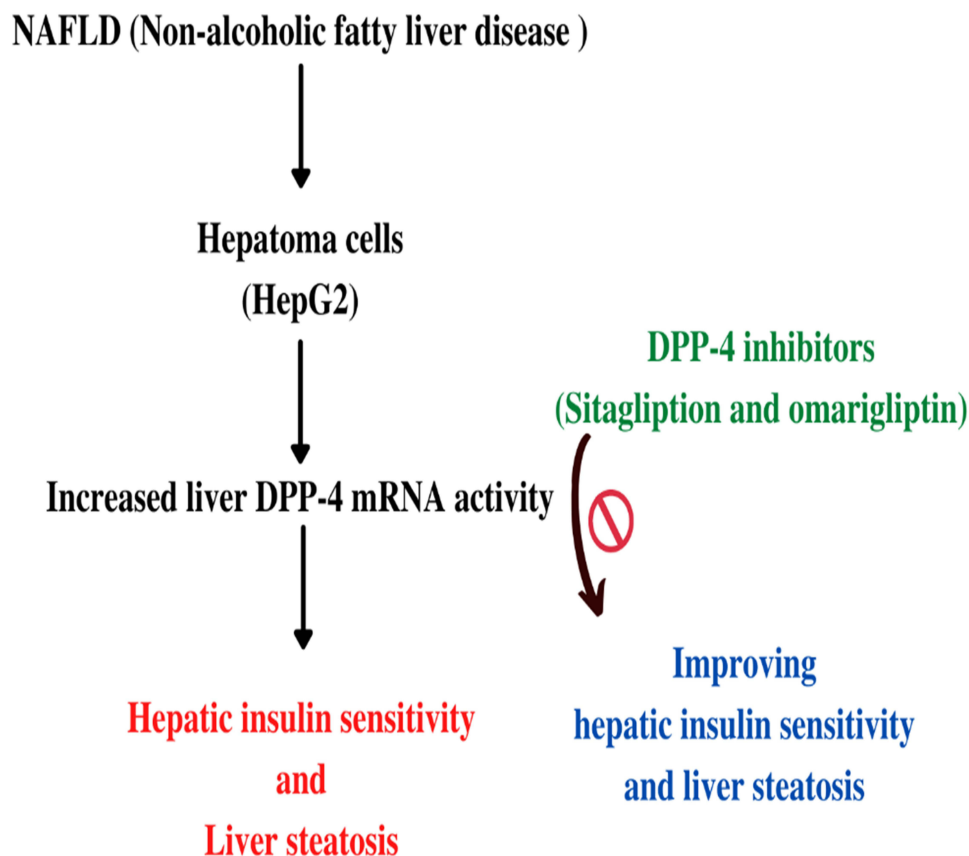 NAFLD (Non-alcoholic fatty liver disease )
Hepatoma cells
(HepG2)
DPP-4 inhibitors
(Sitagliption and omarigliptin)
Increased liver DPP-4 mRNA activity
Hepatic insulin sensitivity
and
Liver steatosis
Improving
hepatic insulin sensitivity
and liver steatosis